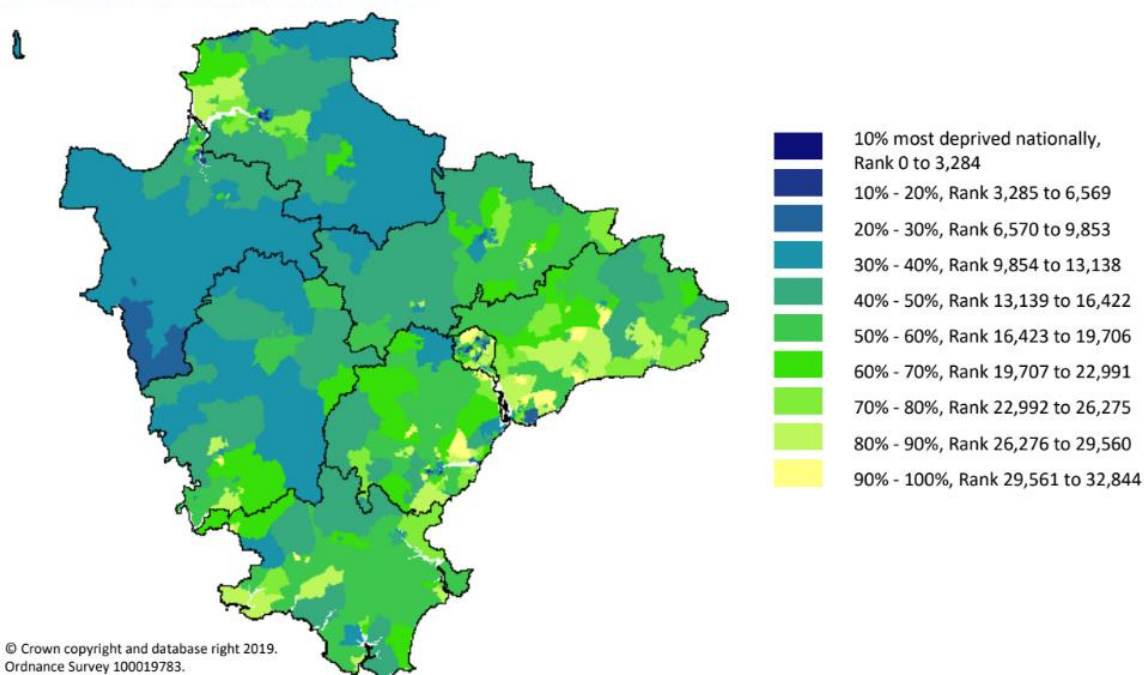 10% most deprived nationally,
Rank 0 to 3,284
10% - 20%, Rank 3,285 to 6,569
20% - 30%, Rank 6,570 to 9,853
30% - 40%, Rank 9,854 to 13,138
40% - 50%, Rank 13,139 to 16,422
50% - 60%, Rank 16,423 to 19,706
60% - 70%, Rank 19,707 to 22,991
70% - 80%, Rank 22,992 to 26,275
80% - 90%, Rank 26,276 to 29,560
90% - 100%, Rank 29,561 to 32,844
© Crown copyright and database right 2019.
Ordnance Survey 100019783.